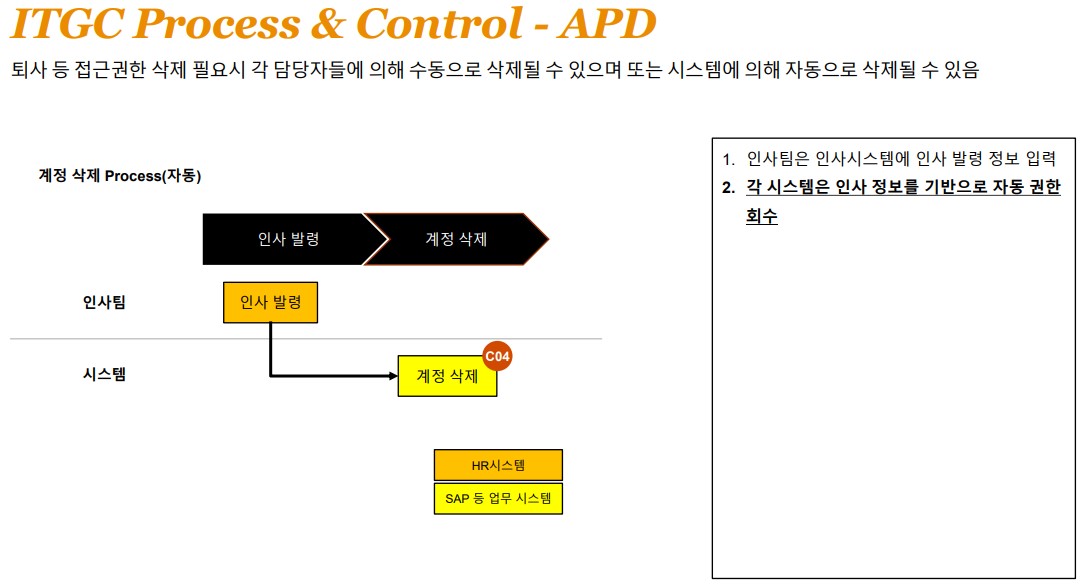 ITGC Process & Control - APD
퇴사 등 접근권한 삭제 필요시 각 담당자들에 의해 수동으로 삭제될 수 있으며 또는 시스템에 의해 자동으로 삭제될 수 있음
계정 삭제 Process(자동)
인사 발령
계정 삭제
인사팀
인사 발령
시스템
계정 삭제
C04
HR시스템
SAP 등 업무 시스템
1. 인사팀은 인사시스템에 인사 발령 정보 입력
2. 각 시스템은 인사 정보를 기반으로 자동 권한
회수